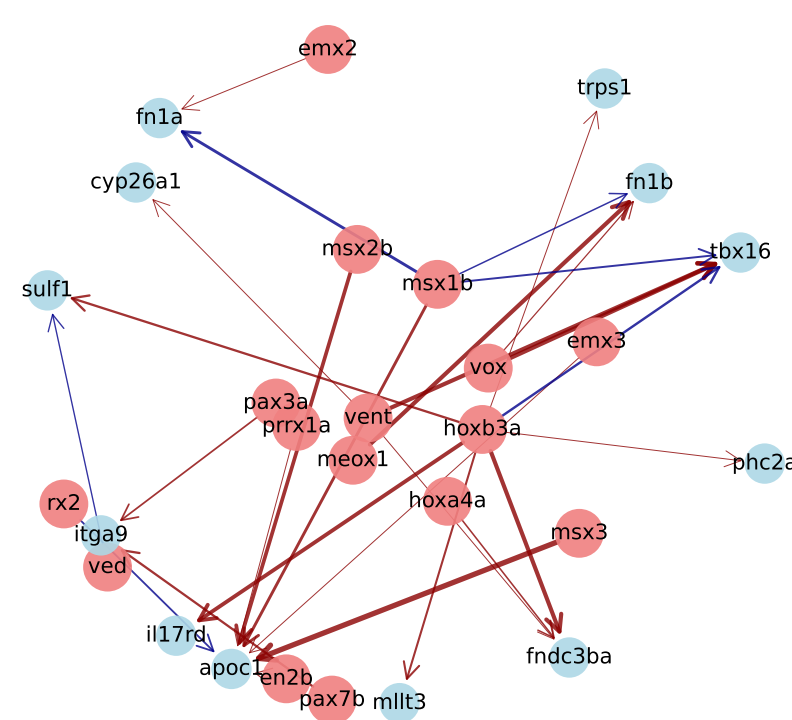 emx2
trps1
fn1a
cyp26a1
fn1b
msx2b
tbx16
msx1b
sulf1
emx3
vox
pax3a
vent
prrx1a
hoxb3a
meox1
phc2a
hoxa4a
rx2
itga9
msx3
ved
il17rd
fndc3ba
apoc1
en2b
pax7b
mllt3